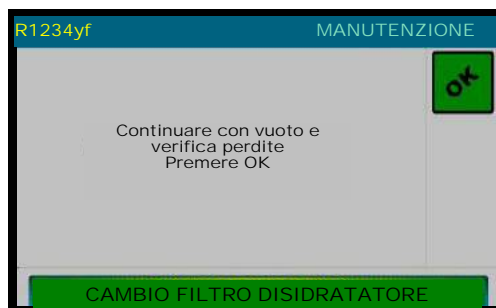 R1234yf MANUTENZIONE
OK
Continuare con vuoto e
verifica perdite
Premere OK
CAMBIO FILTRO DISIDRATATORE